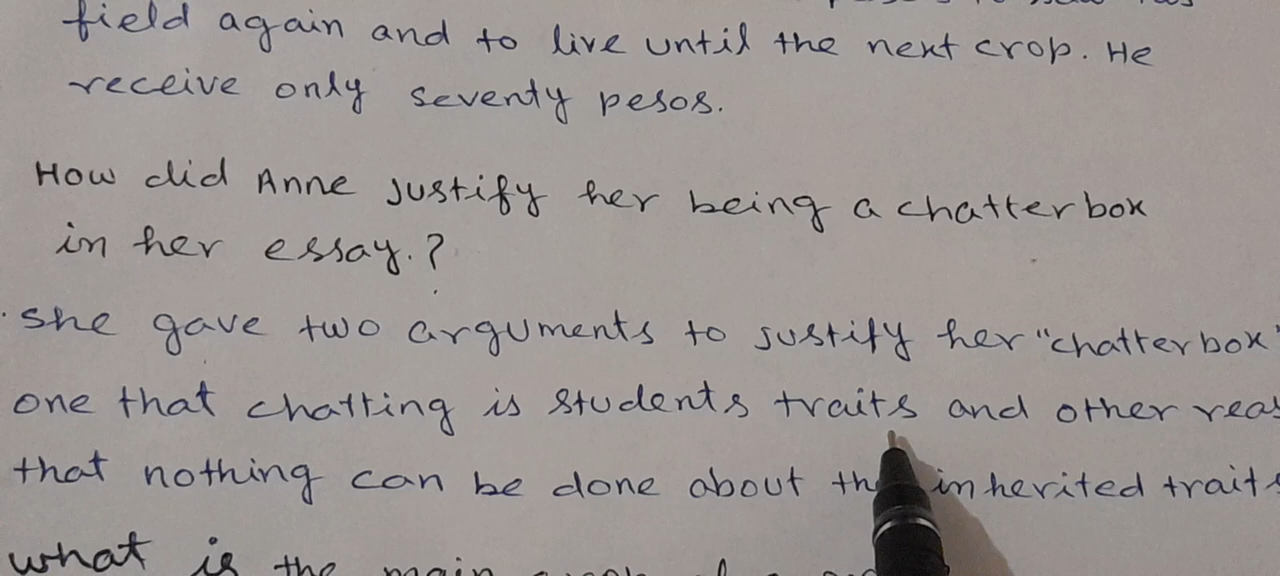 field again and to live until the next crop. He
receive only seventy pesos.
How did Anne justify her being a chatterbox
in her essay.?
She gave two arguments to justify her "chatterbox"
one that chatting is students traits and other
that nothing can be done about inherited traits
what is the main